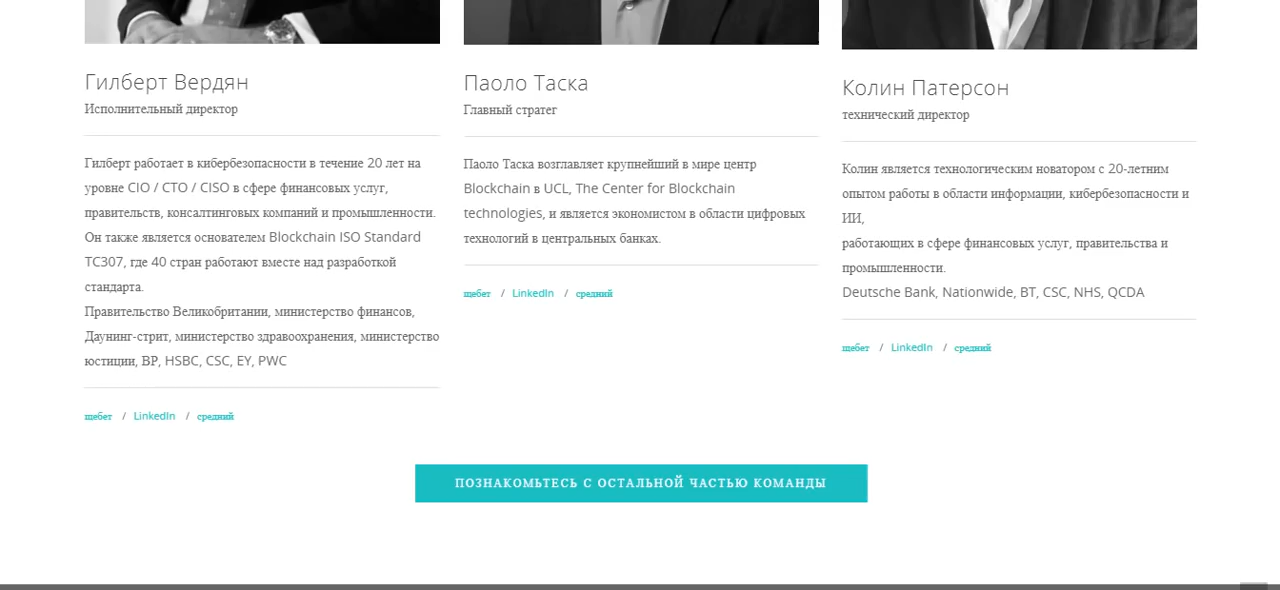 Гилберт Вердян
Исполнительный директор
Гилберт работает в кибербезопасности в течение 20 лет на
уровне CIO / CTO / CISO в сфере финансовых услуг,
правительств, консалтинговых компаний и промышленности.
Он также является основателем Blockchain ISO Standard
TC307, где 40 стран работают вместе над разработкой
стандарта.
Правительство Великобритании, министерство финансов,
Даунинг-стрит, министерство здравоохранения, министерство
юстиции, BP, HSBC, CSC, EY, PWC
щебет / LinkedIn / средний
Паоло Таска
Главный стратег
Паоло Таска возглавляет крупнейший в мире центр
Blockchain в UCL, The Center for Blockchain
technologies, и является экономистом в области цифровых
технологий в центральных банках.
щебет / LinkedIn / средний
Колин Патерсон
технический директор
Колин является технологическим новатором с 20-летним
опытом работы в области информации, кибербезопасности и
ИИ,
работающих в сфере финансовых услуг, правительства и
промышленности.
Deutsche Bank, Nationwide, BT, CSC, NHS, QCDA
щебет / LinkedIn / средний
ПОЗНАКОМЬТЕСЬ С ОСТАЛЬНОЙ ЧАСТЬЮ КОМАНДЫ